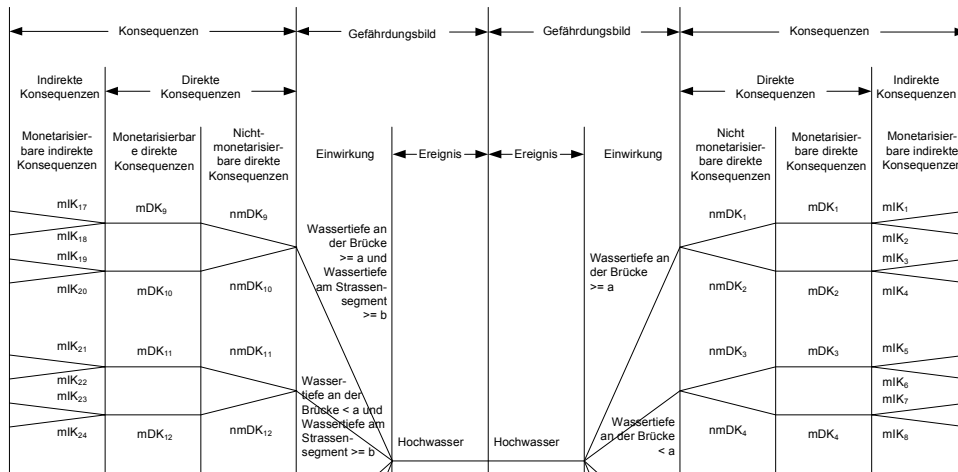 Konsequenzen
Gefährdungsbild
Gefährdungsbild
Konsequenzen
Indirekte
Konsequenzen
Direkte
Konsequenzen
Direkte
Konsequenzen
Indirekte
Konsequenzen
Monetarisier-
bare indirekte
Konsequenzen
Monetarisierbar
e direkte
Konsequenzen
Nicht-
monetarisier-
bare direkte
Konsequenzen
Einwirkung
Ereignis
Ereignis
Einwirkung
Nicht
monetarisier-
bare direkte
Konsequenzen
Monetarisier-
bare direkte
Konsequenzen
Monetarisier-
bare indirekte
Konsequenzen
mIK₁₇
mIK₁₈
mIK₁₉
mIK₂₀
mIK₂₁
mIK₂₂
mIK₂₃
mIK₂₄
mDK₉
mDK₁₀
mDK₁₁
mDK₁₂
nmDK₉
nmDK₁₀
nmDK₁₁
nmDK₁₂
Wassertiefe an
der Brücke
>= a und
Wassertiefe
am Strassen-
segment
>= b
Wasser-
tiefe an der
Brücke < a und
Wassertiefe am
Strassen-
segment >= b
Hochwasser
Hochwasser
Wassertiefe an
der Brücke
>= a
Wassertiefe
an der Brücke
< a
nmDK₁
nmDK₂
nmDK₃
nmDK₄
mDK₁
mDK₂
mDK₃
mDK₄
mIK₁
mIK₂
mIK₃
mIK₄
mIK₅
mIK₆
mIK₇
mIK₈